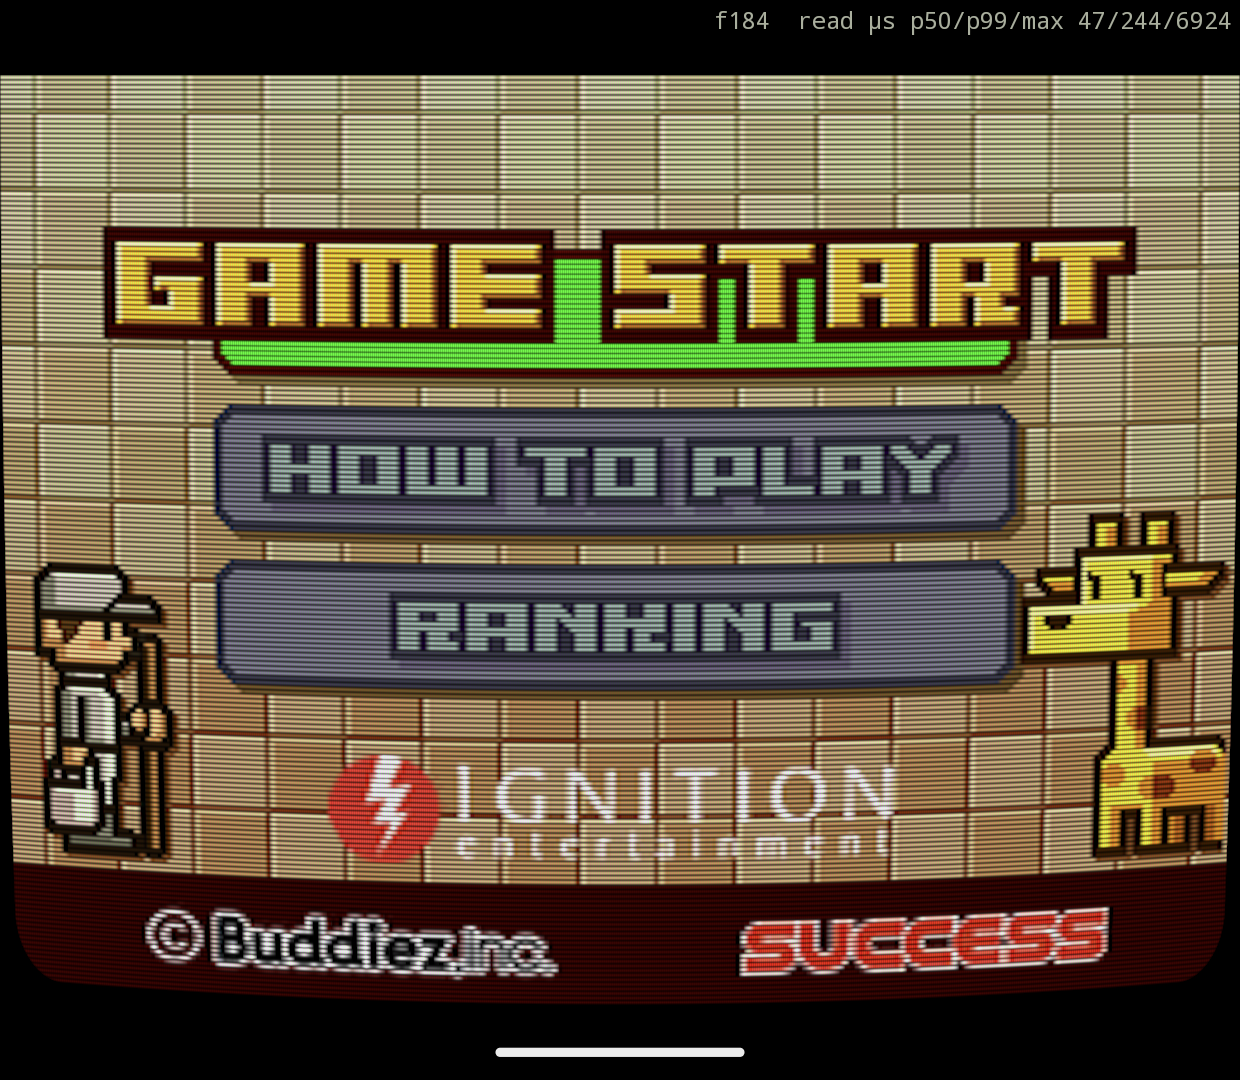 f184  read µs p50/p99/max 47/244/6924
GAME START
HOW TO PLAY
RANKING
IGNITION
entertainment
© Buddiez,Inc.
SUCCESS